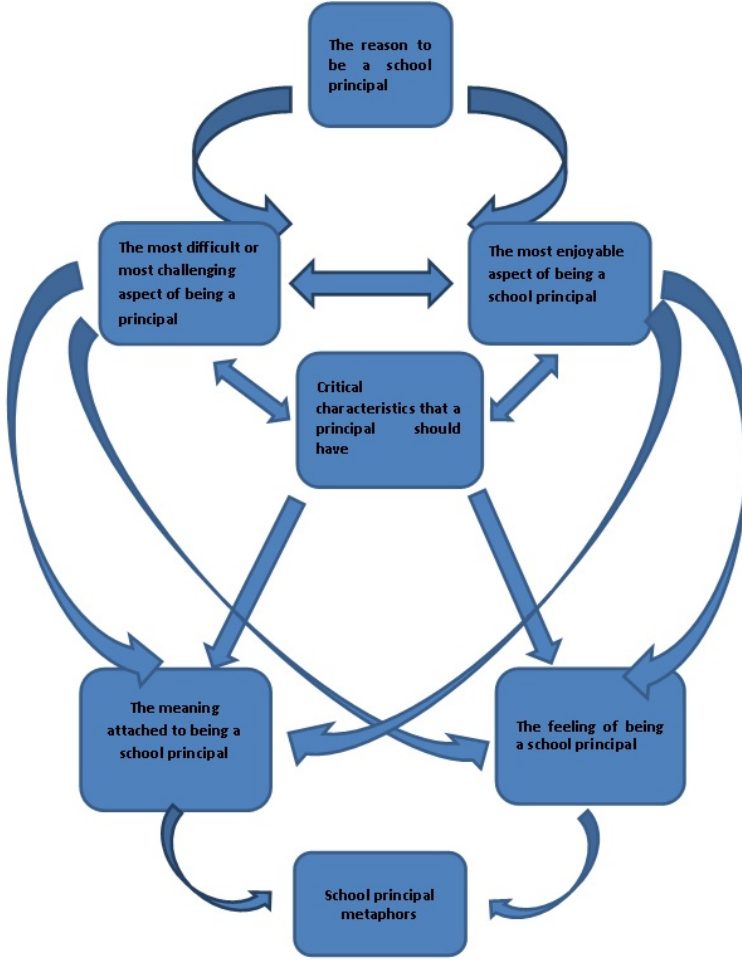 The reason to
be a school
principal
The most difficult or
most challenging
aspect of being a
principal
The most enjoyable
aspect of being a
school principal
Critical
characteristics that a
principal should
have
The meaning
attached to being a
school principal
The feeling of being
a school principal
School principal
metaphors